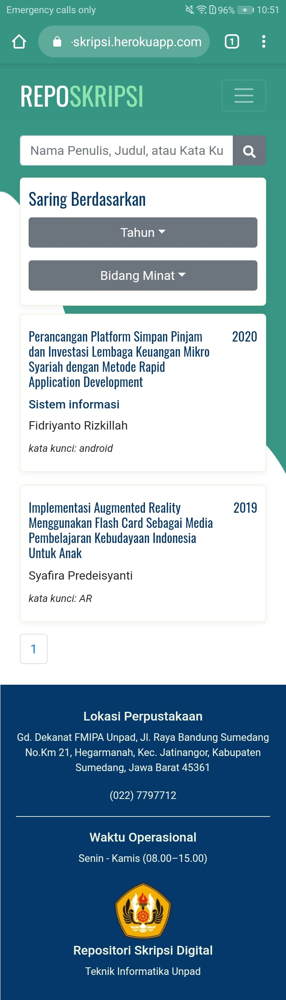 Emergency calls only
96%
10:51
-skripsi.herokuapp.com
1
REPOSKRIPSI
Nama Penulis, Judul, atau Kata Ku
Saring Berdasarkan
Tahun
Bidang Minat
Perancangan Platform Simpan Pinjam
2020
dan Investasi Lembaga Keuangan Mikro
Syariah dengan Metode Rapid
Application Development
Sistem informasi
Fidriyanto Rizkillah
kata kunci: android
Implementasi Augmented Reality
2019
Menggunakan Flash Card Sebagai Media
Pembelajaran Kebudayaan Indonesia
Untuk Anak
Syafira Predeisyanti
kata kunci: AR
1
Lokasi Perpustakaan
Gd. Dekanat FMIPA Unpad, Jl. Raya Bandung Sumedang
No.Km 21, Hegarmanah, Kec. Jatinangor, Kabupaten
Sumedang, Jawa Barat 45361
(022) 7797712
Waktu Operasional
Senin - Kamis (08.00–15.00)
Repositori Skripsi Digital
Teknik Informatika Unpad